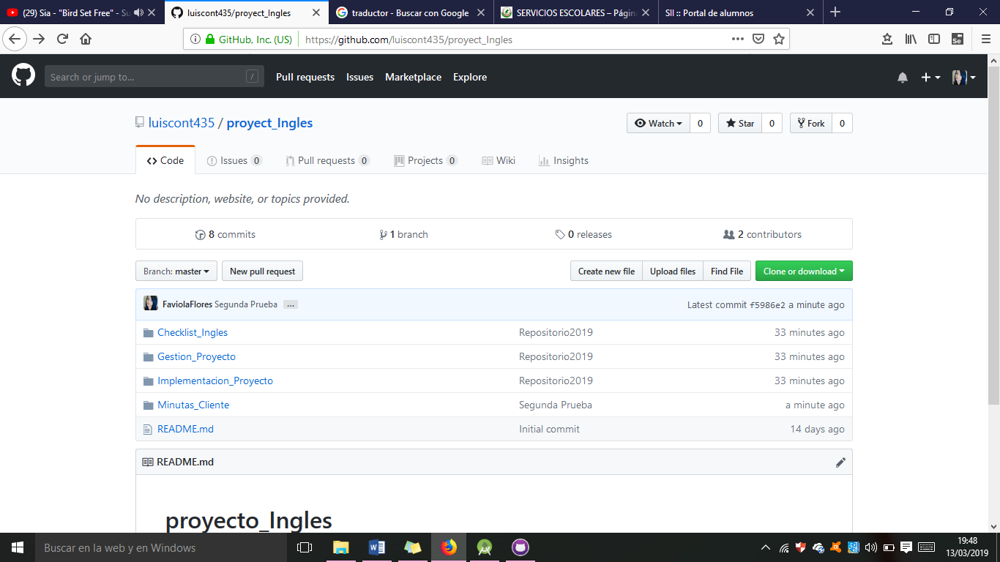 (29) Sia - "Bird Set Free" - Su
luiscont435/proyect_Ingles
traductor - Buscar con Google
SERVICIOS ESCOLARES – Página
SII :: Portal de alumnos
GitHub, Inc. (US)
https://github.com/luiscont435/proyect_Ingles
Se
Search or jump to...
/
Pull requests
Issues
Marketplace
Explore
luiscont435 / proyect_Ingles
Watch 0
Star 0
Fork 0
Code
Issues 0
Pull requests 0
Projects 0
Wiki
Insights
No description, website, or topics provided.
8 commits
1 branch
0 releases
2 contributors
Branch: master
New pull request
Create new file
Upload files
Find File
Clone or download
FaviolaFlores Segunda Prueba ...
Latest commit f5986e2 a minute ago
Checklist_Ingles Repositorio2019 33 minutes ago
Gestion_Proyecto Repositorio2019 33 minutes ago
Implementacion_Proyecto Repositorio2019 33 minutes ago
Minutas_Cliente Segunda Prueba a minute ago
README.md Initial commit 14 days ago
README.md
proyecto_Ingles
Buscar en la web y en Windows
19:48
13/03/2019